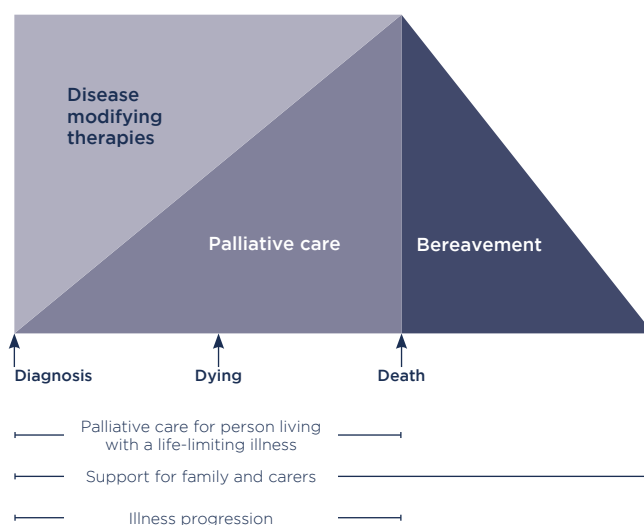 Disease
modifying
therapies
Palliative care
Bereavement
Diagnosis
Dying
Death
Palliative care for person living
with a life-limiting illness
Support for family and carers
Illness progression